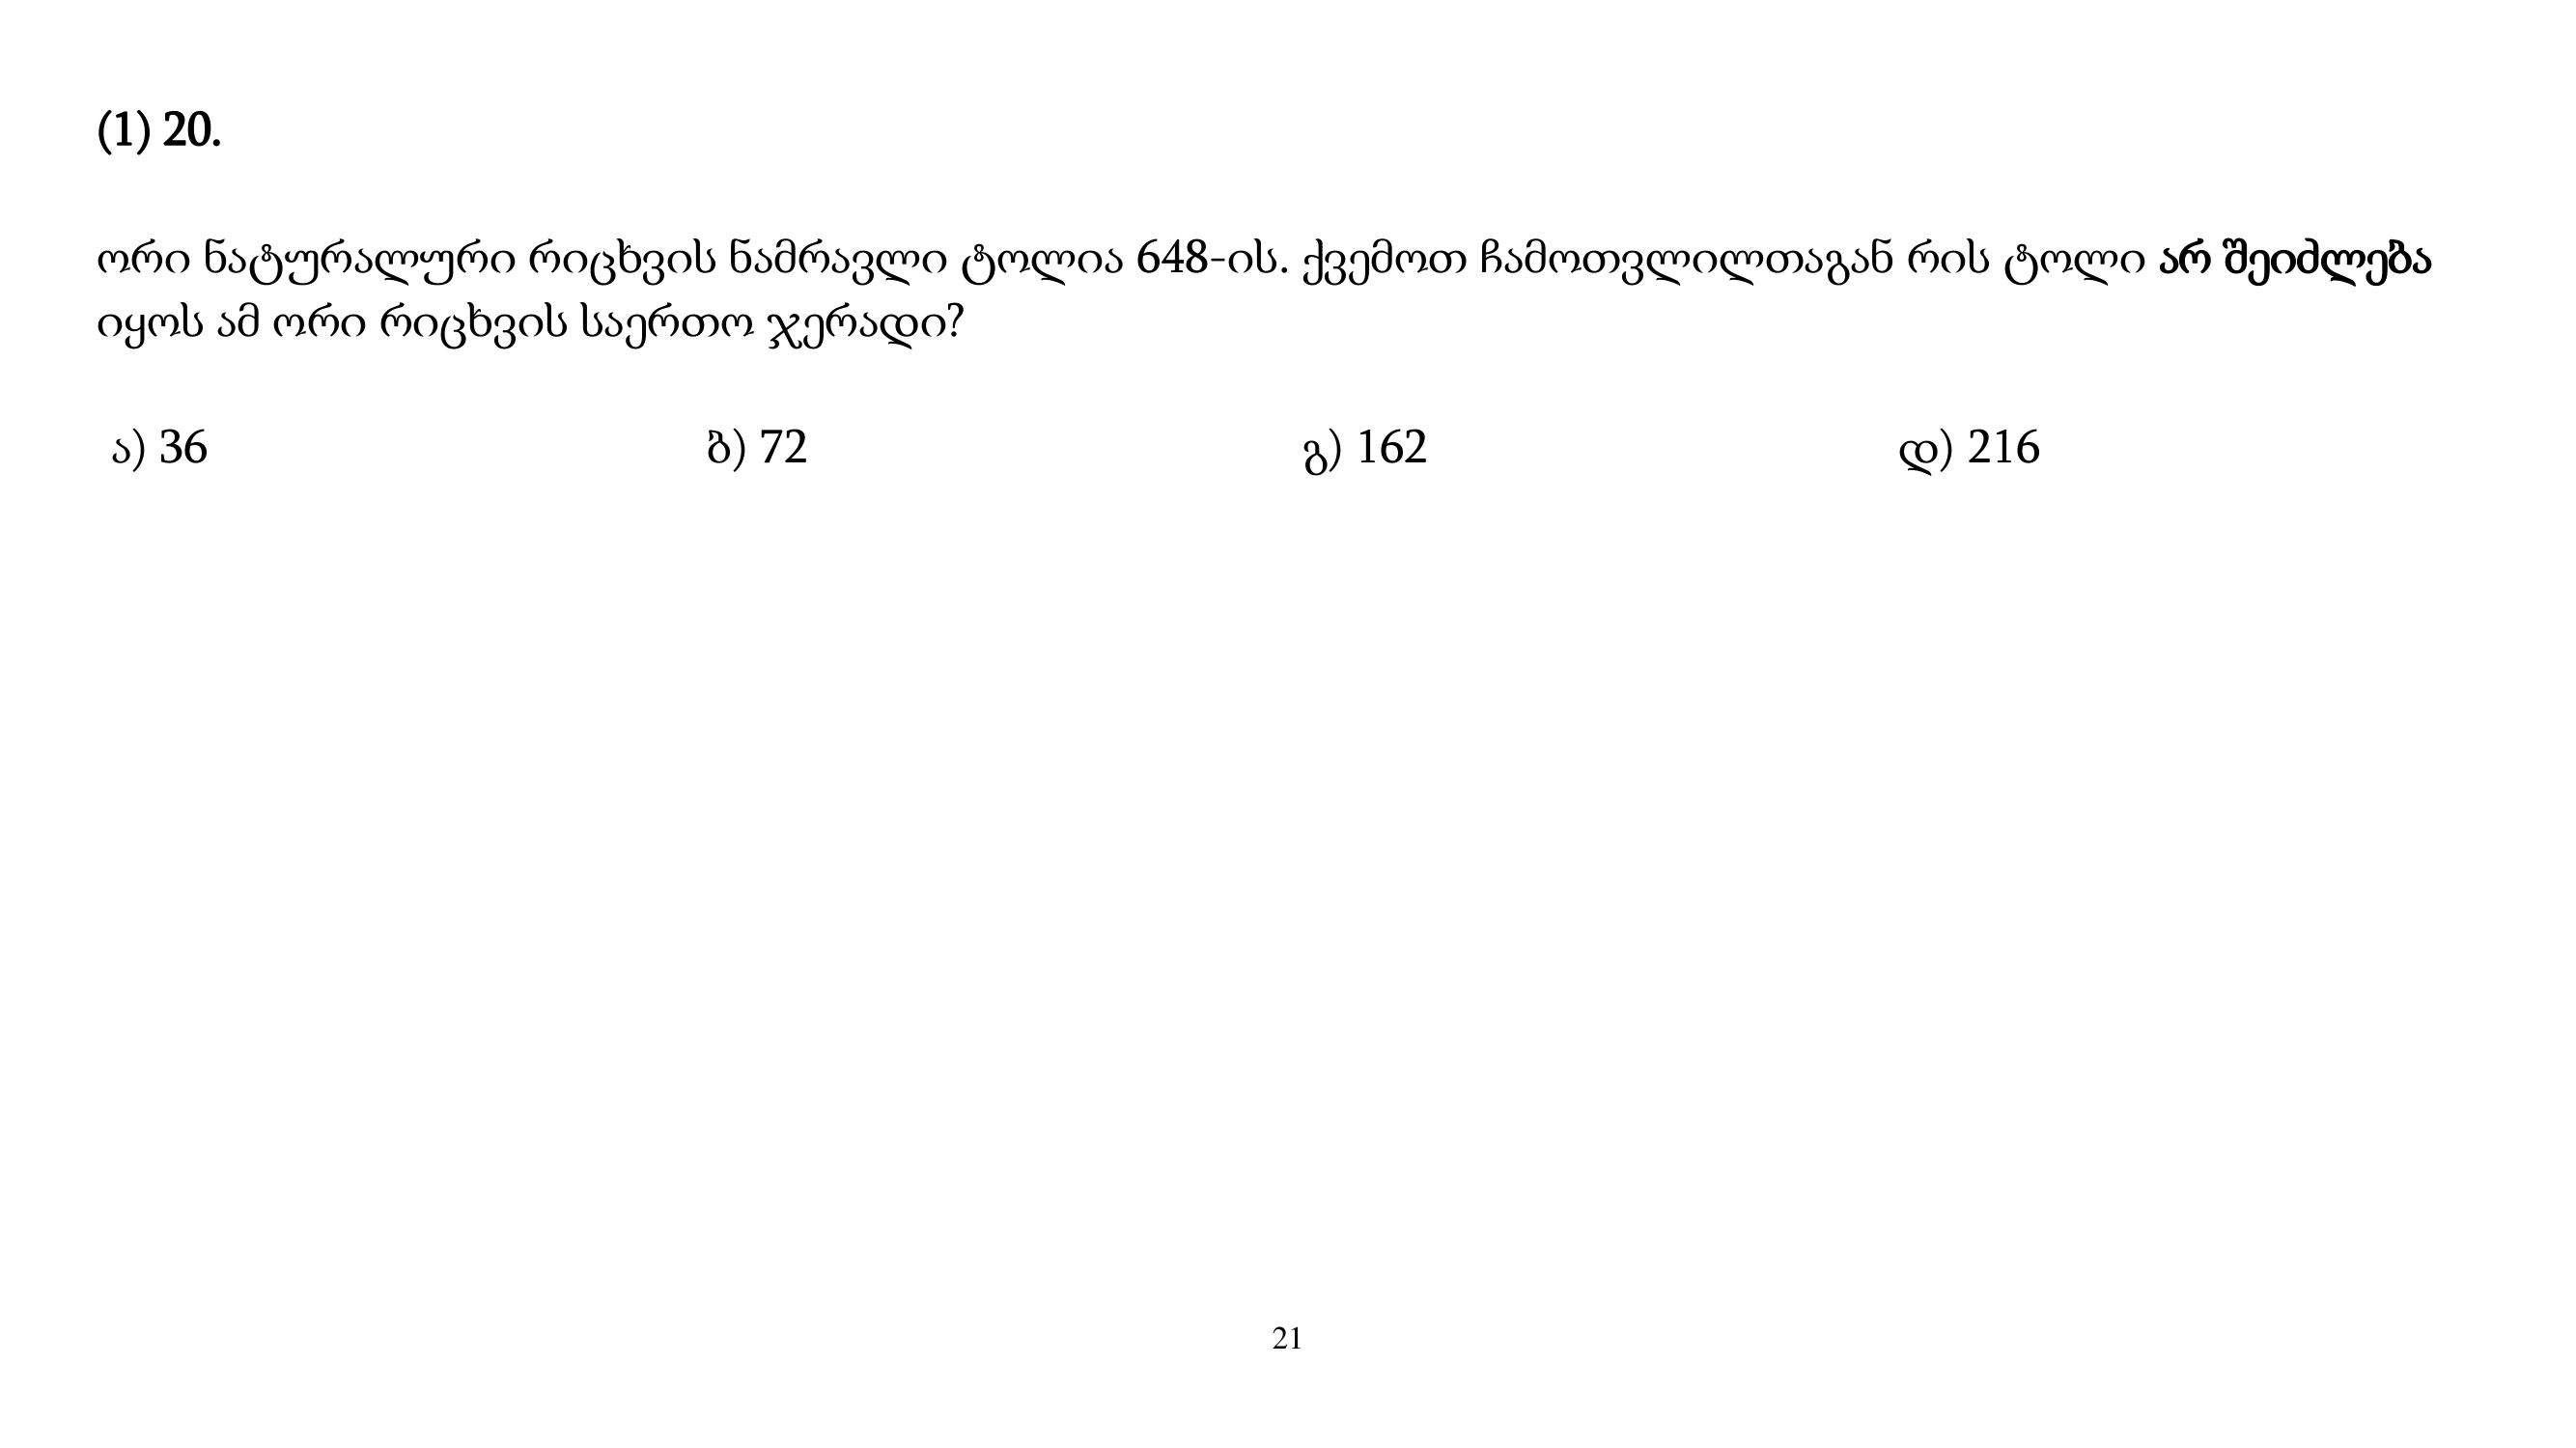 (1) 20.
ორი ნატურალური რიცხვის ნამრავლი ტოლია 648-ის. ქვემოთ ჩამოთვლილთაგან რის ტოლი არ შეიძლება
იყოს ამ ორი რიცხვის საერთო ჯერადი?
ა) 36 ბ) 72 გ) 162 დ) 216
21